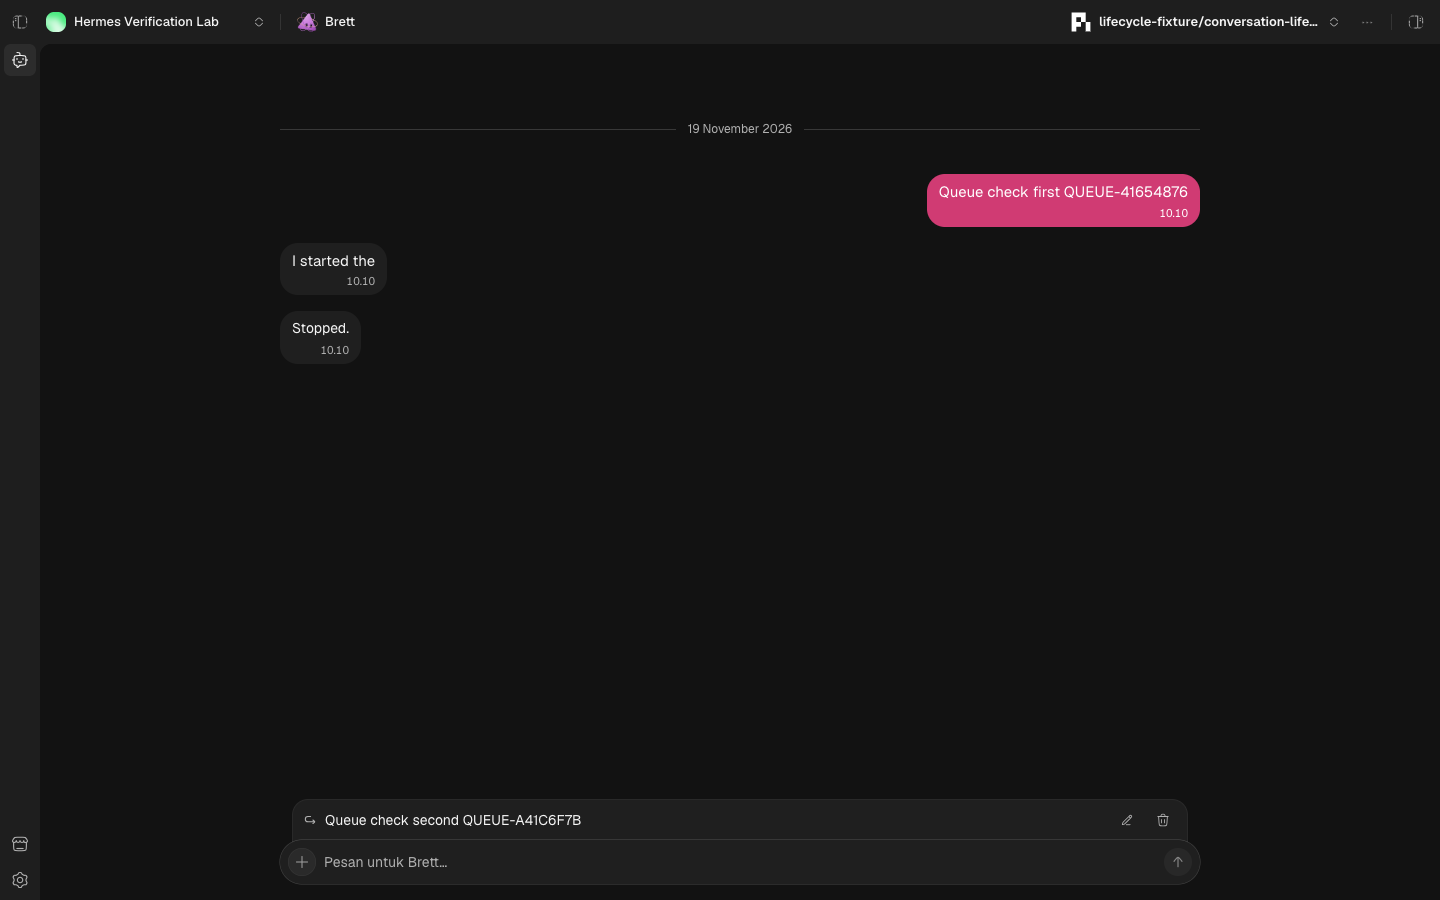 Hermes Verification Lab
Brett
lifecycle-fixture/conversation-life...
19 November 2026
Queue check first QUEUE-41654876
10.10
I started the
10.10
Stopped.
10.10
Queue check second QUEUE-A41C6F7B
Pesan untuk Brett...